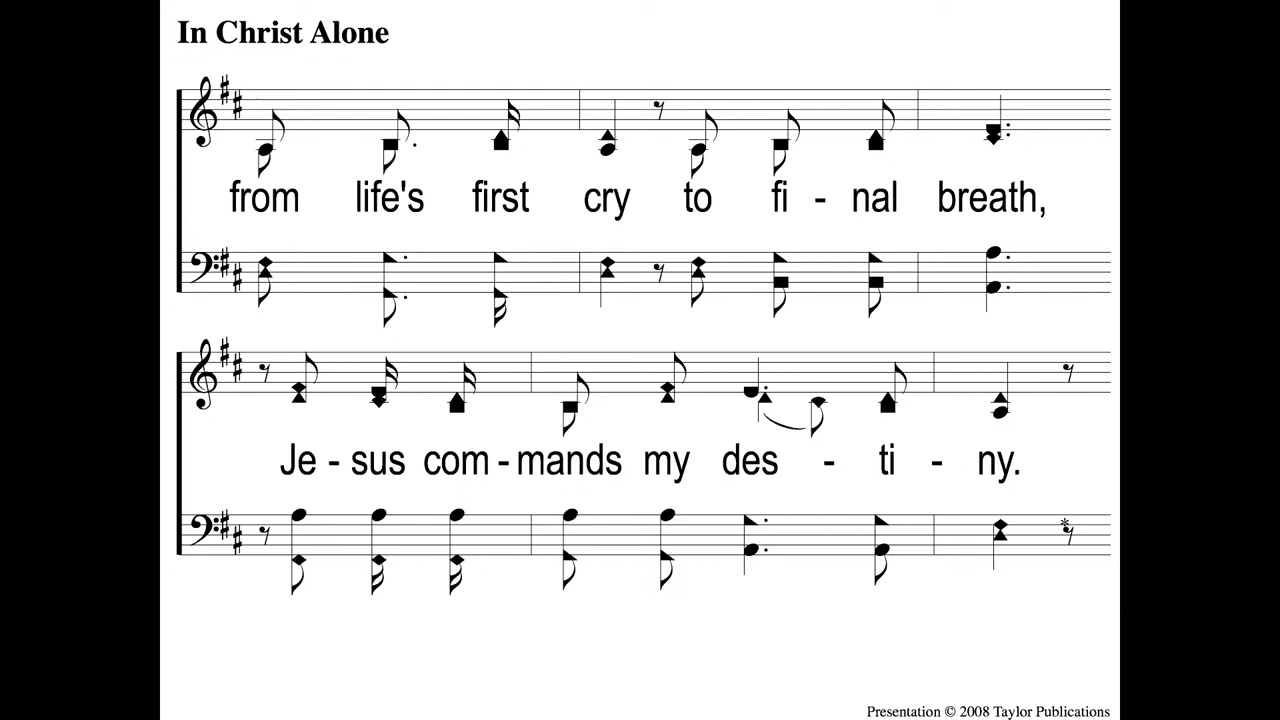 In Christ Alone
from life's first cry to fi - nal breath,
Je - sus com - mands my des - ti - ny.
*
Presentation © 2008 Taylor Publications